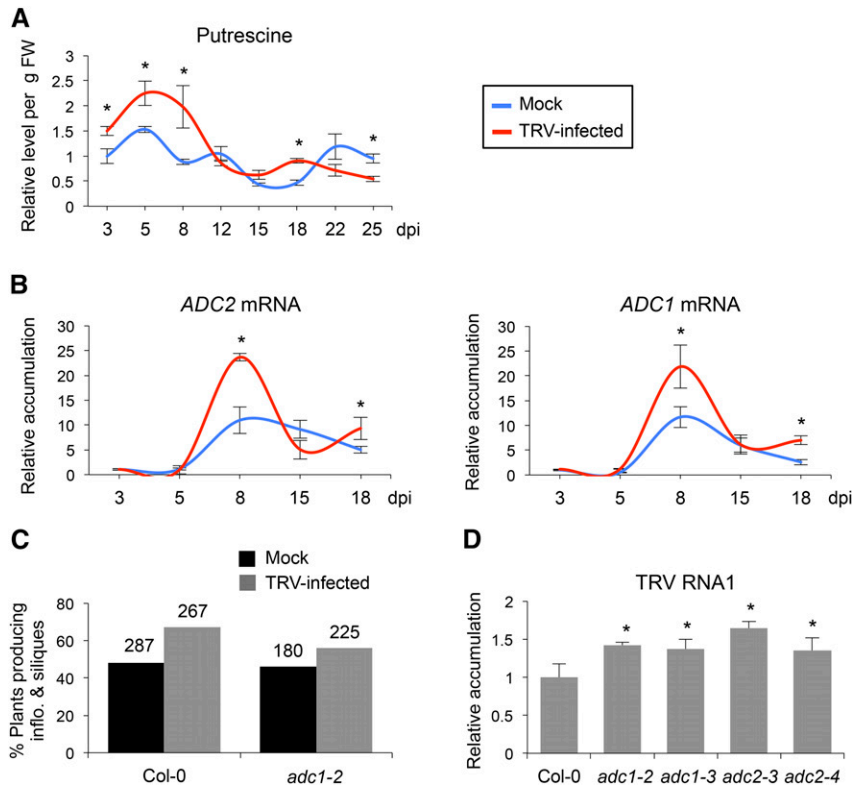 A
Putrescine
Relative level per g FW
3
2.5
2
1.5
1
0.5
0
* * * * *
3 5 8 12 15 18 22 25 dpi
Mock
TRV-infected
B
ADC2 mRNA
Relative accumulation
30
25
20
15
10
5
0
* *
3 5 8 15 18 dpi
ADC1 mRNA
Relative accumulation
30
25
20
15
10
5
0
* *
3 5 8 15 18 dpi
C
Mock
TRV-infected
% Plants producing
inflo. & siliques
80
60
40
20
0
287 267 180 225
Col-0 adc1-2
D
TRV RNA1
Relative accumulation
2
1.5
1
0.5
0
* * * *
Col-0 adc1-2 adc1-3 adc2-3 adc2-4